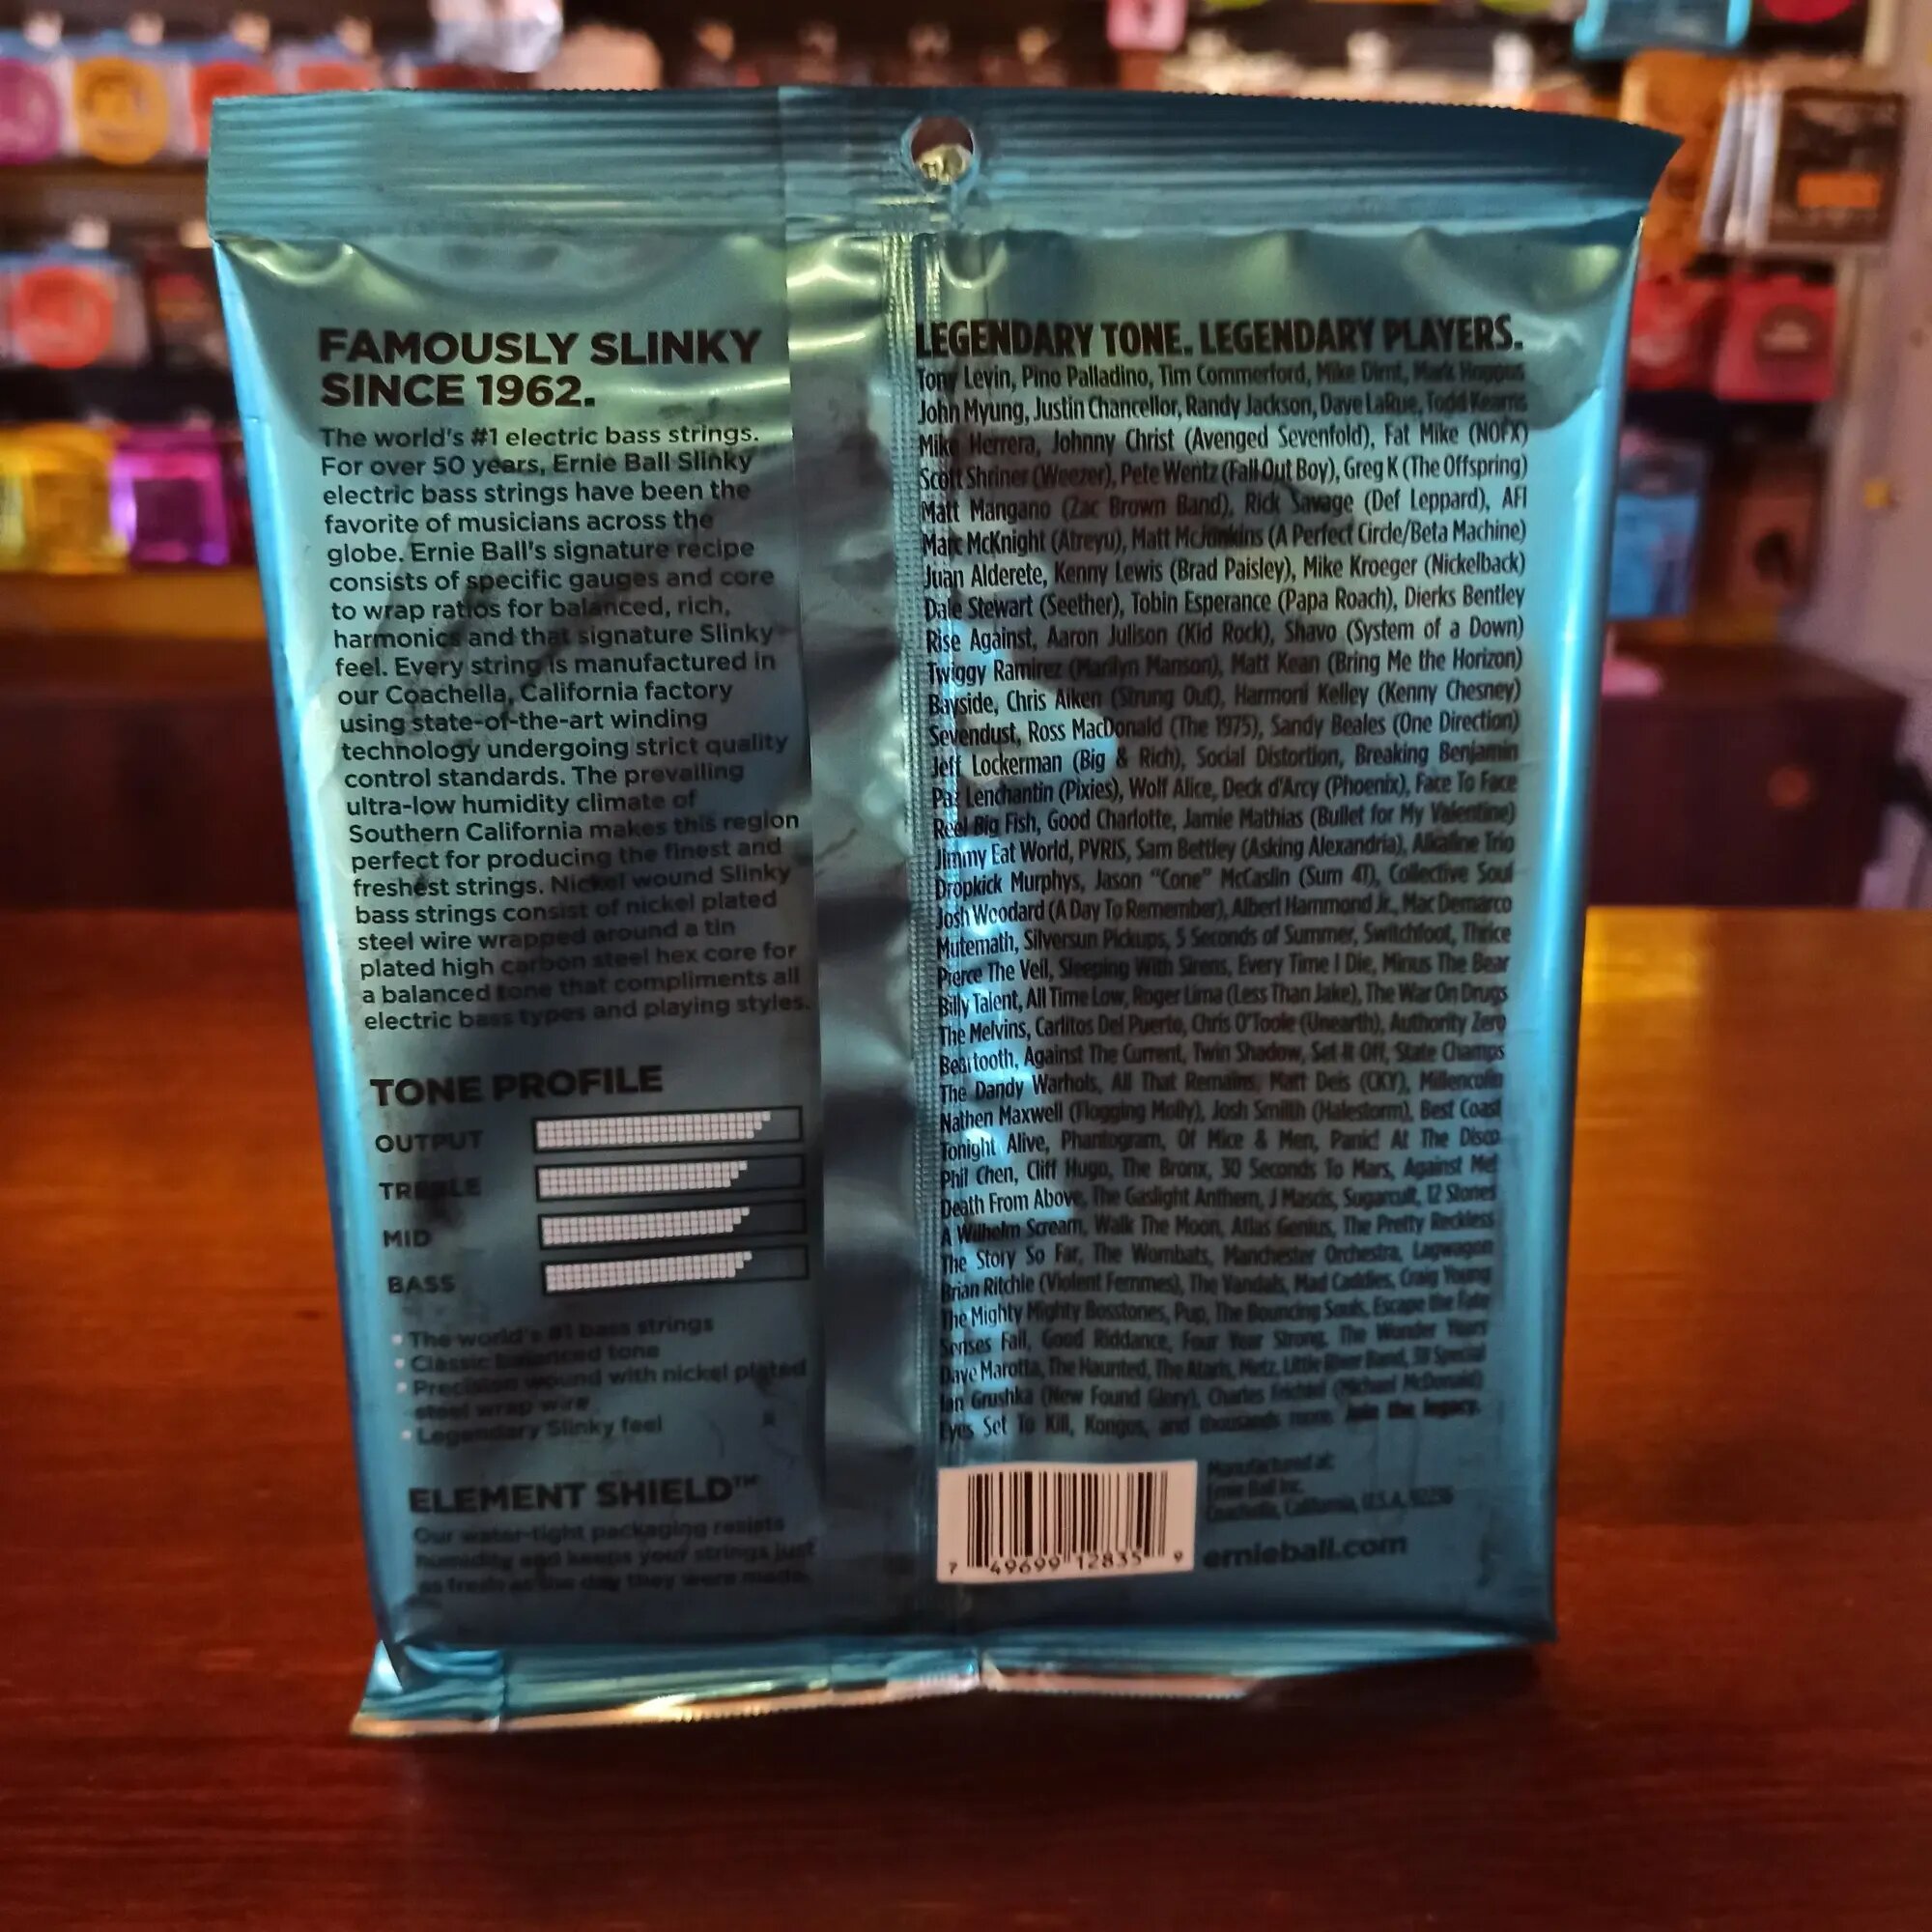 FAMOUSLY SLINKY
SINCE 1962.
The world's #1 electric bass strings.
For over 50 years, Ernie Ball Slinky
electric bass strings have been the
favorite of musicians across the
globe. Ernie Ball's signature recipe
consists of specific gauges and core
to wrap ratios for balanced, rich,
harmonics and that signature Slinky
feel. Every string is manufactured in
our Coachella, California factory
using state-of-the-art winding
technology undergoing strict quality
control standards. The prevailing
ultra-low humidity climate of
Southern California makes this region
perfect for producing the finest and
freshest strings. Nickel wound Slinky
bass strings consist of nickel plated
steel wire wrapped around a tin
plated high carbon steel hex core for
a balanced tone that compliments all
electric bass types and playing styles.
TONE PROFILE
OUTPUT
TREBLE
MID
BASS
• The world's #1 bass strings
• Classic balanced tone
• Precision wound with nickel plated
steel wrap wire
• Legendary Slinky feel
ELEMENT SHIELD™
Our water-tight packaging resists
humidity and keeps your strings just
as fresh as the day they were made.
LEGENDARY TONE. LEGENDARY PLAYERS.
Tony Levin, Pino Palladino, Tim Commerford, Mike Dirnt, Mark Hoppus
John Myung, Justin Chancellor, Randy Jackson, Dave LaRue, Todd Kearns
Mike Herrera, Johnny Christ (Avenged Sevenfold), Fat Mike (NOFX)
Scott Shriner (Weezer), Pete Wentz (Fall Out Boy), Greg K (The Offspring)
Matt Mangano (Zac Brown Band), Rick Savage (Def Leppard), AFI
Marc McKnight (Atreyu), Matt McJunkins (A Perfect Circle/Beta Machine)
Juan Alderete, Kenny Lewis (Brad Paisley), Mike Kroeger (Nickelback)
Dale Stewart (Seether), Tobin Esperance (Papa Roach), Dierks Bentley
Rise Against, Aaron Julison (Kid Rock), Shavo (System of a Down)
Twiggy Ramirez (Marilyn Manson), Matt Kean (Bring Me the Horizon)
Bayside, Chris Aiken (Strung Out), Harmoni Kelley (Kenny Chesney)
Sevendust, Ross MacDonald (The 1975), Sandy Beales (One Direction)
Jeff Lockerman (Big & Rich), Social Distortion, Breaking Benjamin
Paz Lenchantin (Pixies), Wolf Alice, Deck d'Arcy (Phoenix), Face To Face
Reel Big Fish, Good Charlotte, Jamie Mathias (Bullet for My Valentine)
Jimmy Eat World, PVRIS, Sam Bettley (Asking Alexandria), Alkaline Trio
Dropkick Murphys, Jason "Cone" McCaslin (Sum 41), Collective Soul
Josh Woodard (A Day To Remember), Albert Hammond Jr., Mac Demarco
Mutemath, Silversun Pickups, 5 Seconds of Summer, Switchfoot, Thrice
Pierce The Veil, Sleeping With Sirens, Every Time I Die, Minus The Bear
Billy Talent, All Time Low, Roger Lima (Less Than Jake), The War On Drugs
The Melvins, Carlitos Del Puerto, Chris O'Toole (Unearth), Authority Zero
Beartooth, Against The Current, Twin Shadow, Set It Off, State Champs
The Dandy Warhols, All That Remains, Matt Deis (CKY), Millencolin
Nathen Maxwell (Flogging Molly), Josh Smith (Halestorm), Best Coast
Tonight Alive, Phantogram, Of Mice & Men, Panic! At The Disco
Phil Chen, Cliff Hugo, The Bronx, 30 Seconds To Mars, Against Me!
Death From Above, The Gaslight Anthem, J Mascis, Sugarcult, 12 Stones
A Wilhelm Scream, Walk The Moon, Atlas Genius, The Pretty Reckless
The Story So Far, The Wombats, Manchester Orchestra, Lagwagon
Brian Ritchie (Violent Femmes), The Vandals, Mad Caddies, Craig Young
The Mighty Mighty Bosstones, Pup, The Bouncing Souls, Escape the Fate
Senses Fail, Good Riddance, Four Year Strong, The Wonder Years
Dave Marotta, The Haunted, The Ataris, Metz, Little River Band, 38 Special
Ian Grushka (New Found Glory), Charles Frichtel (Michael McDonald)
Eyes Set To Kill, Kongos, and thousands more. Join the legacy.
7 49699 12835 9
Manufactured at:
Ernie Ball Inc.
Coachella, California, U.S.A. 92236
ernieball.com